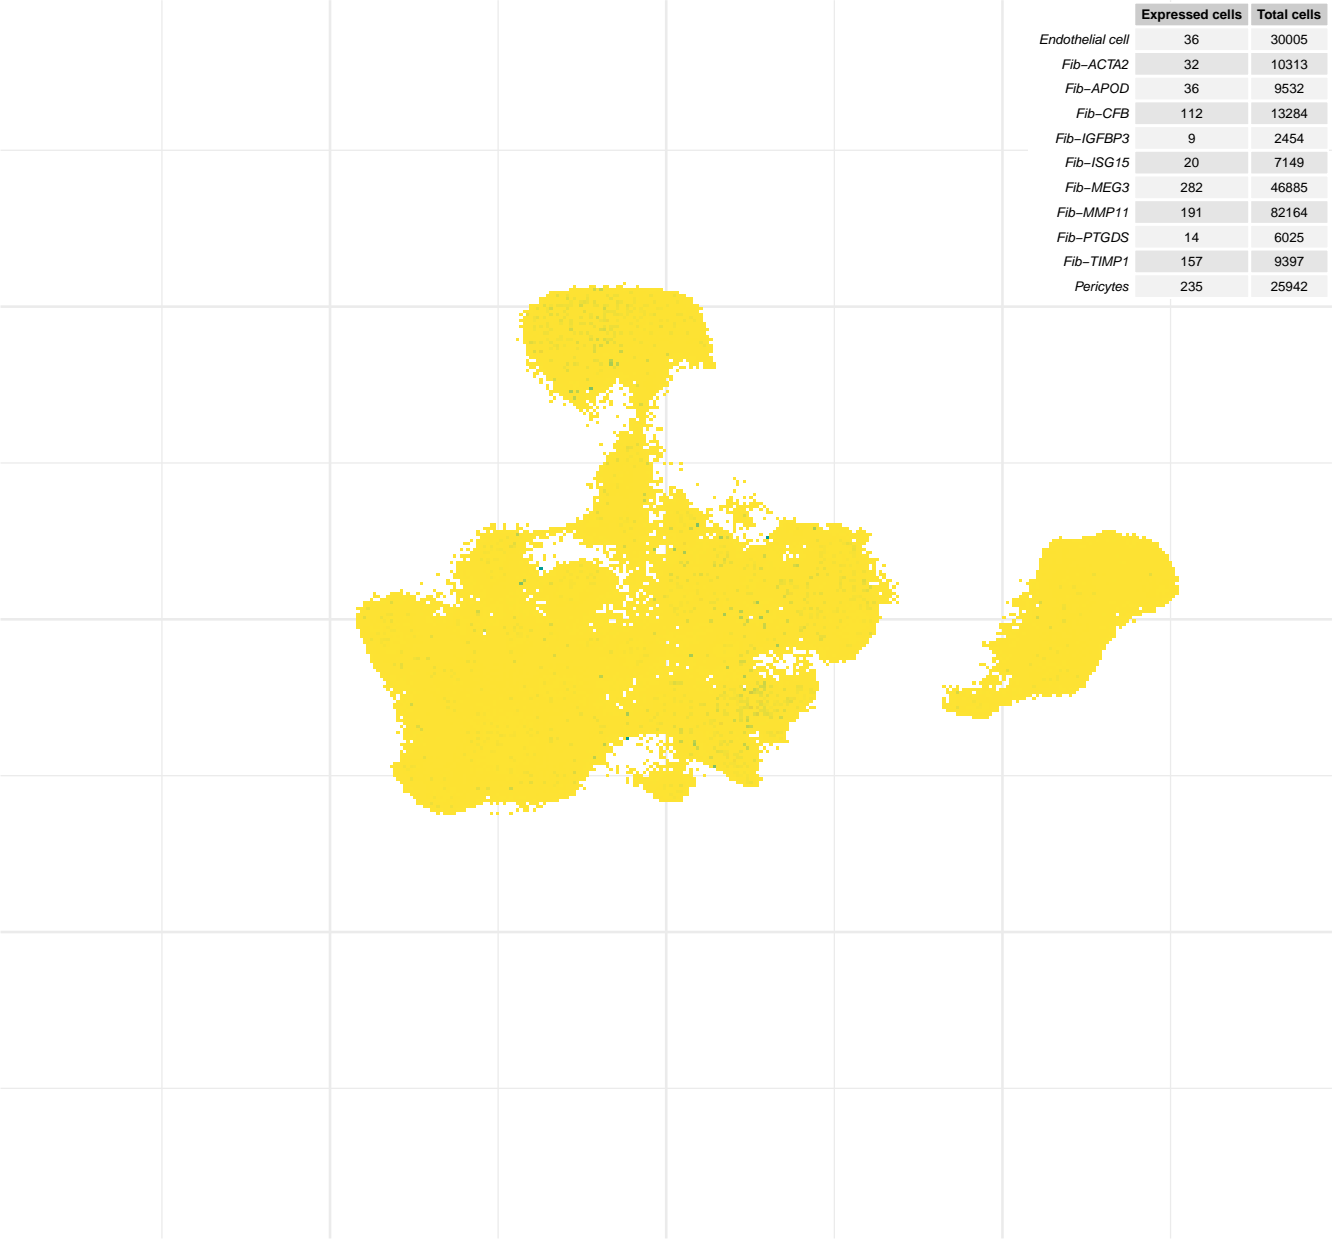 Expressed cells Total cells
Endothelial cell 36 30005
Fib−ACTA2 32 10313
Fib−APOD 36 9532
Fib−CFB 112 13284
Fib−IGFBP3 9 2454
Fib−ISG15 20 7149
Fib−MEG3 282 46885
Fib−MMP11 191 82164
Fib−PTGDS 14 6025
Fib−TIMP1 157 9397
Pericytes 235 25942